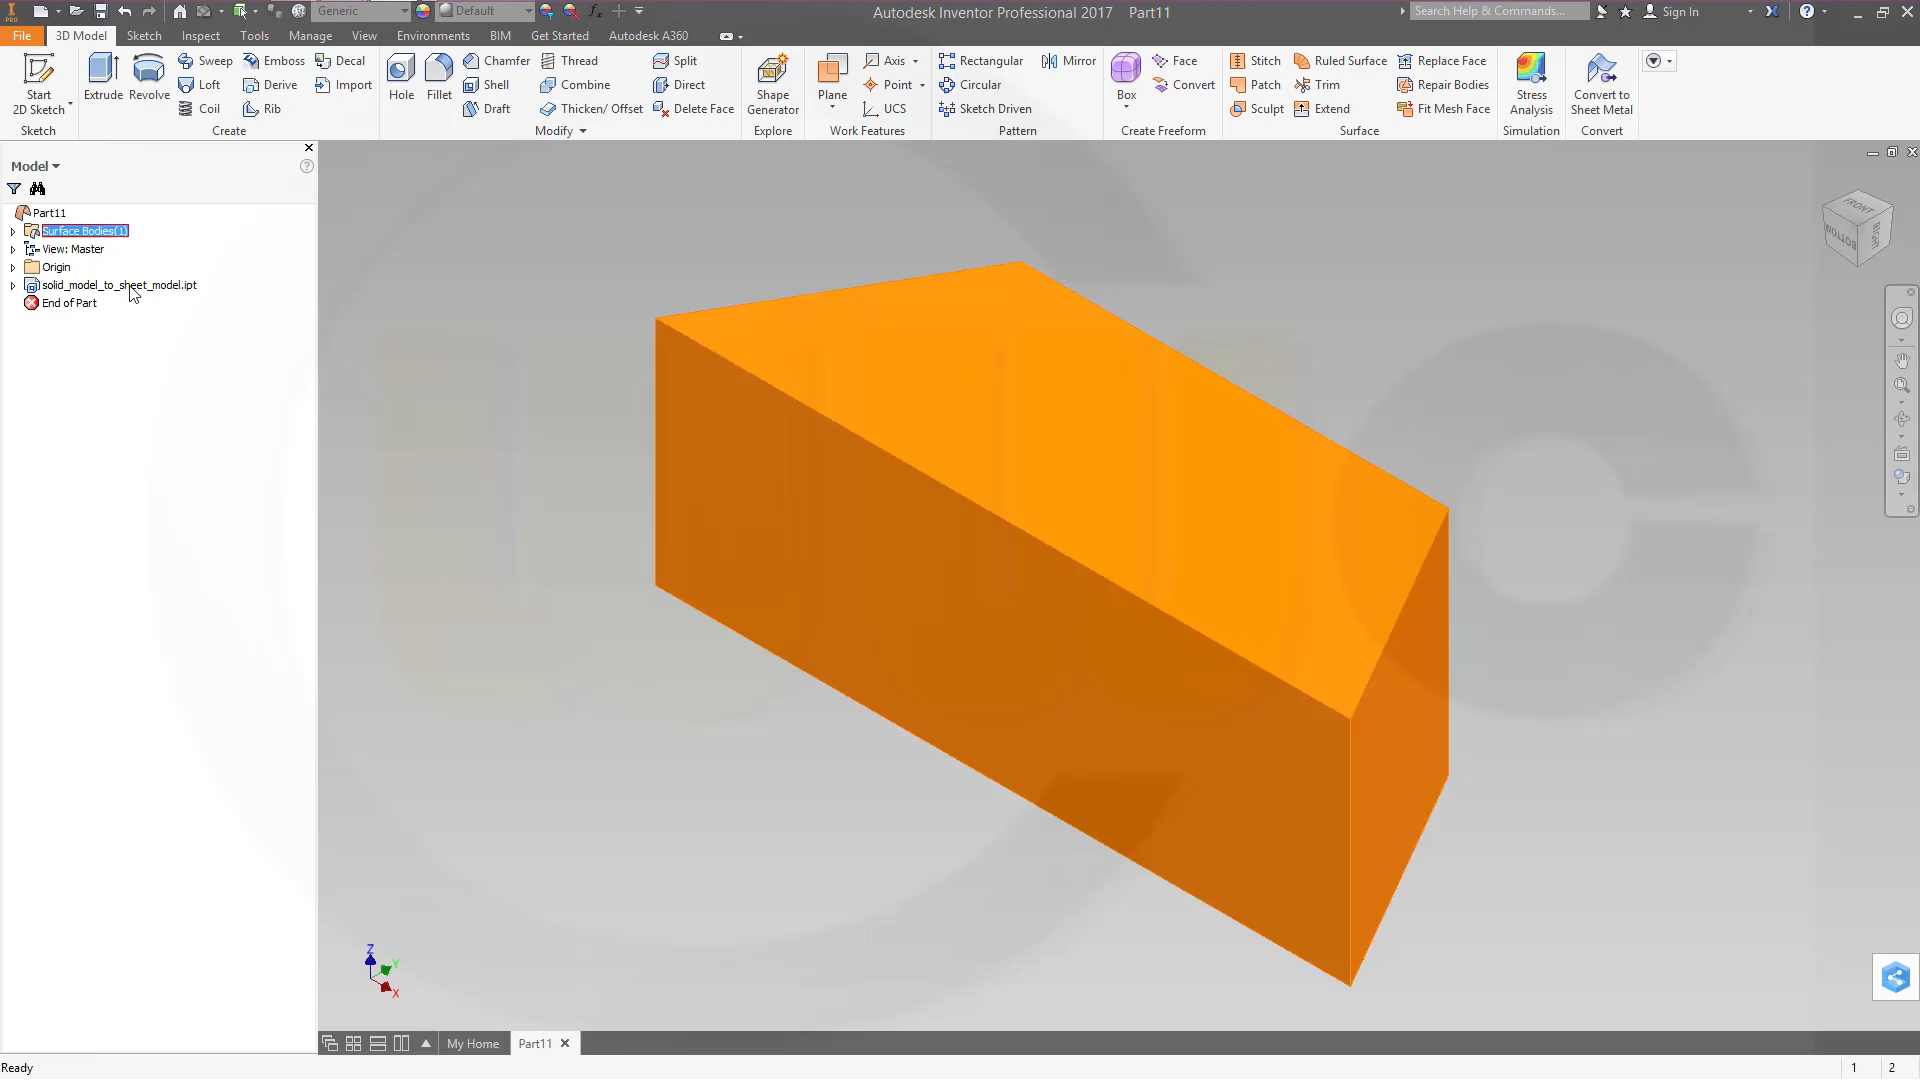 Generic
Default
fx
Autodesk Inventor Professional 2017 Part11
Search Help & Commands...
Sign In
PRO
File
3D Model
Sketch
Inspect
Tools
Manage
View
Environments
BIM
Get Started
Autodesk A360
Start
2D Sketch
Sketch
Extrude
Revolve
Sweep
Loft
Coil
Emboss
Derive
Rib
Decal
Import
Create
Hole
Fillet
Chamfer
Shell
Draft
Thread
Combine
Thicken/ Offset
Split
Direct
Delete Face
Modify
Shape
Generator
Explore
Plane
Axis
Point
UCS
Work Features
Rectangular
Circular
Sketch Driven
Mirror
Pattern
Box
Face
Convert
Create Freeform
Stitch
Patch
Sculpt
Ruled Surface
Trim
Extend
Replace Face
Repair Bodies
Fit Mesh Face
Surface
Stress
Analysis
Simulation
Convert to
Sheet Metal
Convert
Model
Part11
Surface Bodies(1)
View: Master
Origin
solid_model_to_sheet_model.ipt
End of Part
FRONT
BOTTOM
RIGHT
Z
Y
X
My Home
Part11
Ready
1
2